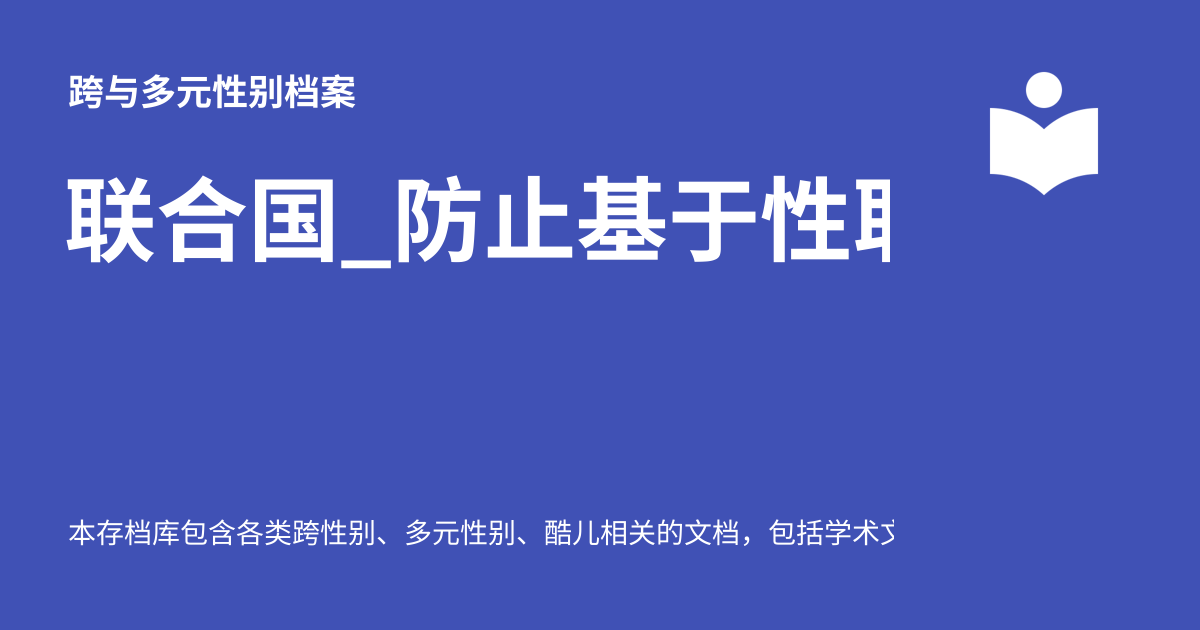 跨与多元性别档案
联合国_防止基于性
本存档库包含各类跨性别、多元性别、酷儿相关的文档，包括学术